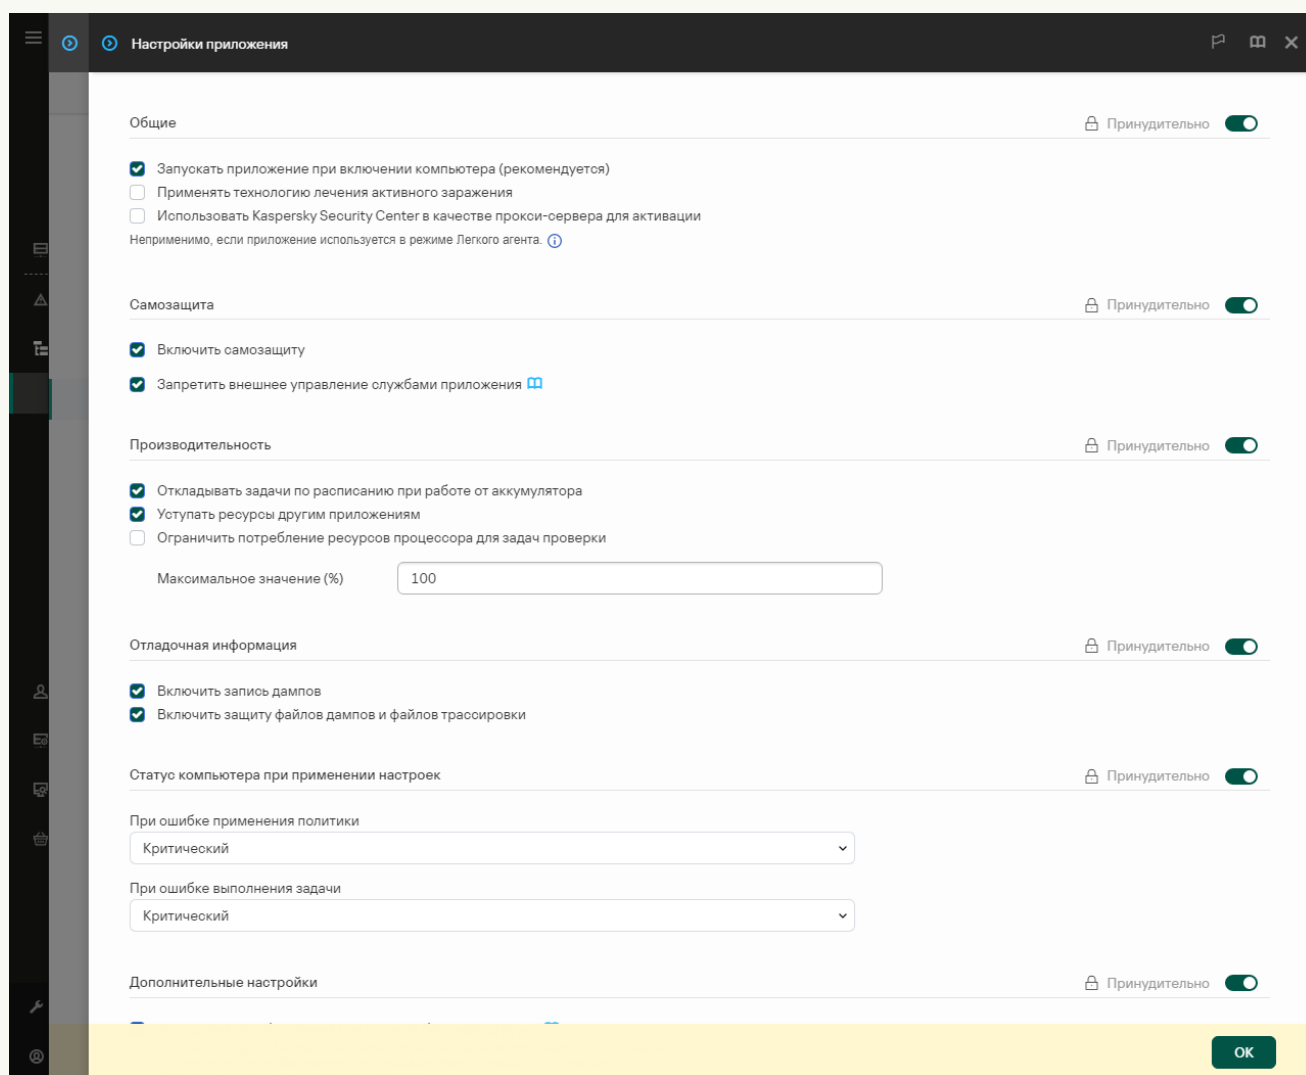 Настройки приложения
Общие
Принудительно
Запускать приложение при включении компьютера (рекомендуется)
Применять технологию лечения активного заражения
Использовать Kaspersky Security Center в качестве прокси-сервера для активации
Неприменимо, если приложение используется в режиме Легкого агента.
Самозащита
Принудительно
Включить самозащиту
Запретить внешнее управление службами приложения
Производительность
Принудительно
Откладывать задачи по расписанию при работе от аккумулятора
Уступать ресурсы другим приложениям
Ограничить потребление ресурсов процессора для задач проверки
Максимальное значение (%)
100
Отладочная информация
Принудительно
Включить запись дампов
Включить защиту файлов дампов и файлов трассировки
Статус компьютера при применении настроек
Принудительно
При ошибке применения политики
Критический
При ошибке выполнения задачи
Критический
Дополнительные настройки
Принудительно
ОК